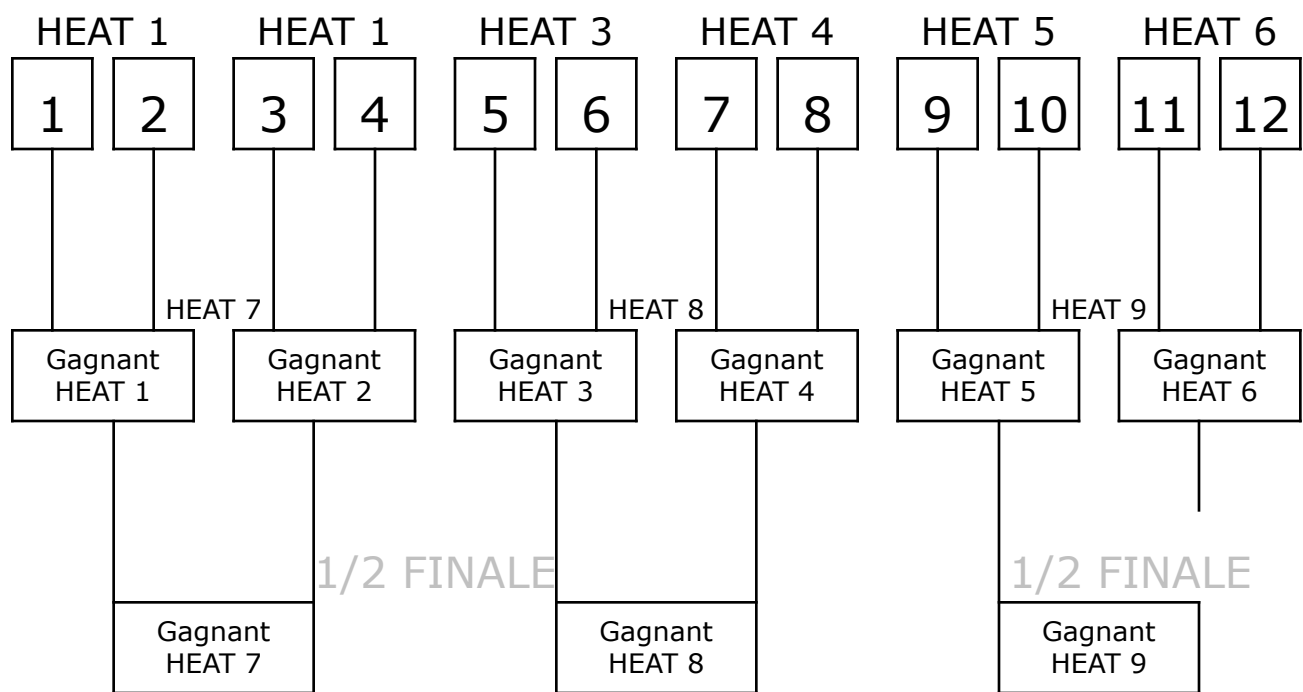 HEAT 1 HEAT 1 HEAT 3 HEAT 4 HEAT 5 HEAT 6
1 2 3 4 5 6 7 8 9 10 11 12
HEAT 7 HEAT 8 HEAT 9
Gagnant Gagnant Gagnant Gagnant Gagnant Gagnant
HEAT 1 HEAT 2 HEAT 3 HEAT 4 HEAT 5 HEAT 6
1/2 FINALE 1/2 FINALE
Gagnant Gagnant Gagnant
HEAT 7 HEAT 8 HEAT 9